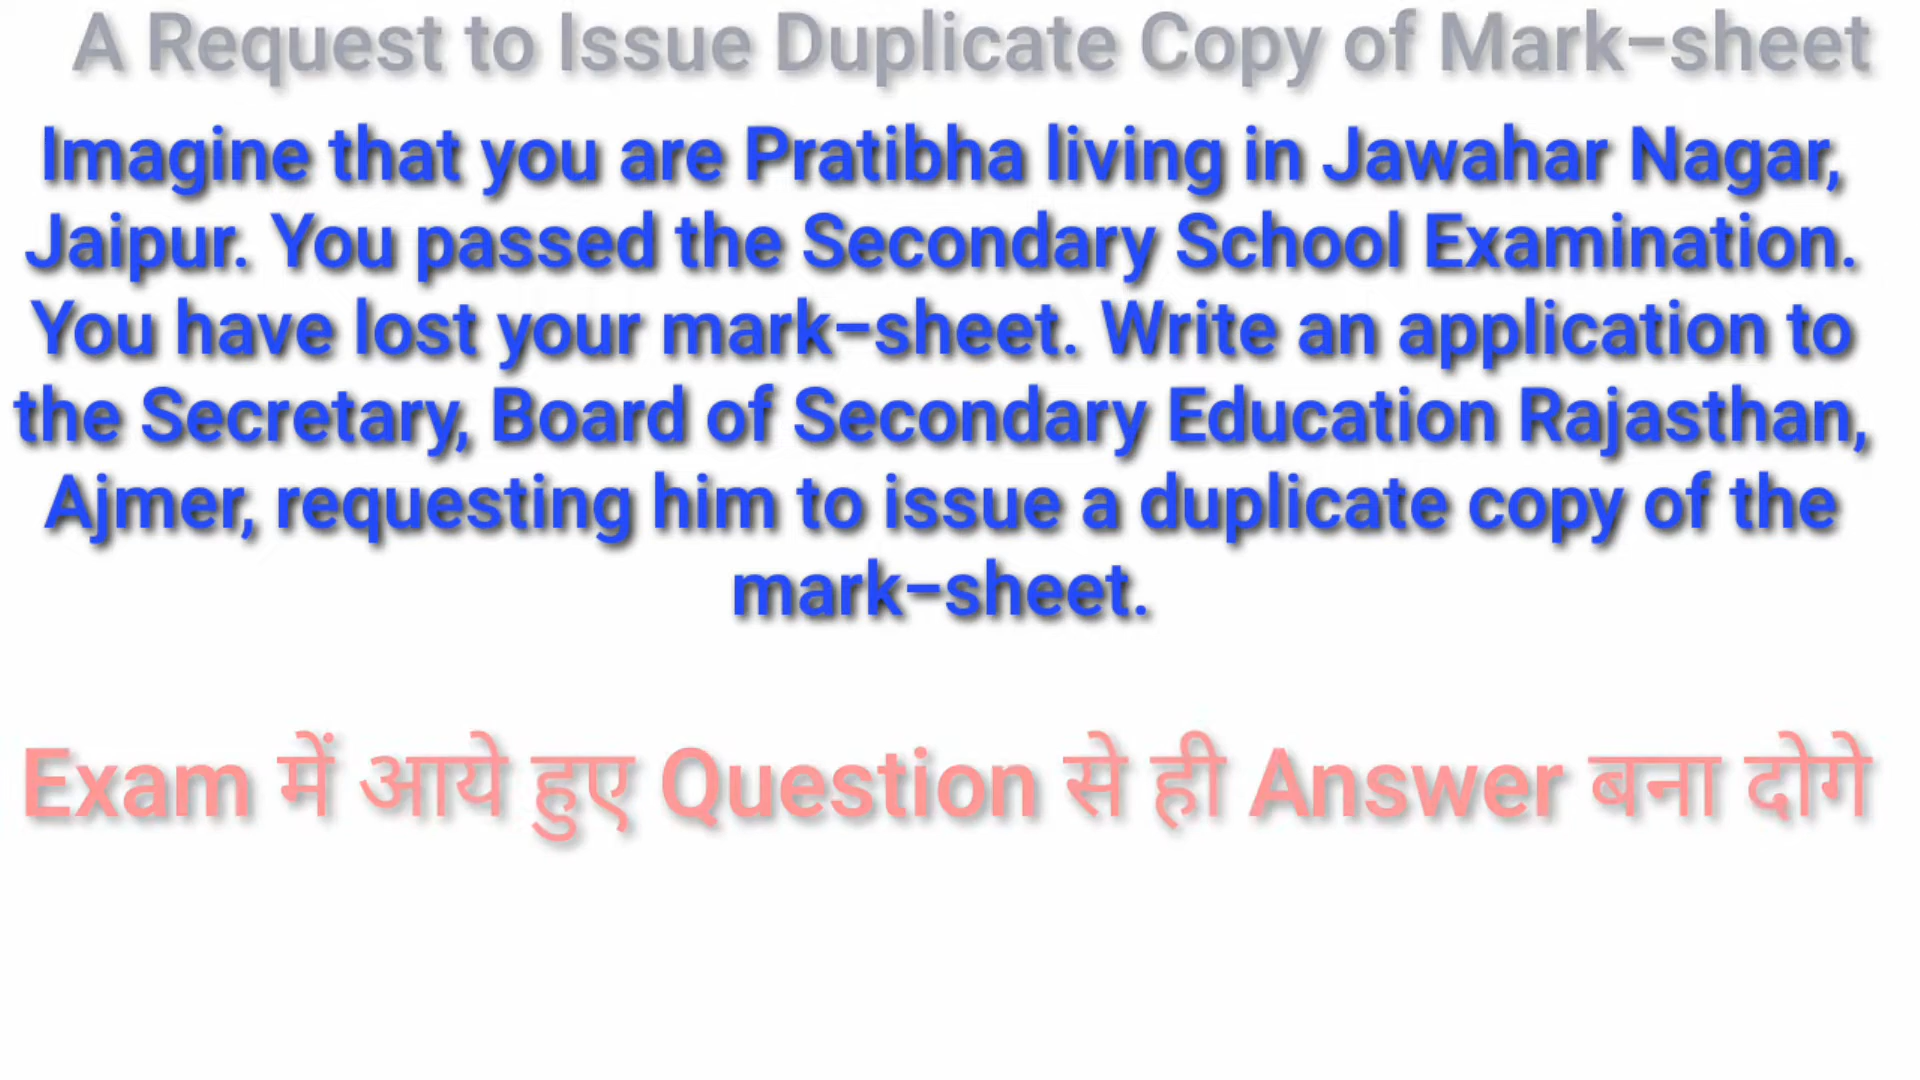 A Request to Issue Duplicate Copy of Mark-sheet
Imagine that you are Pratibha living in Jawahar Nagar,
Jaipur. You passed the Secondary School Examination.
You have lost your mark-sheet. Write an application to
the Secretary, Board of Secondary Education Rajasthan,
Ajmer, requesting him to issue a duplicate copy of the
mark-sheet.
Exam में आये हुए Question से ही Answer बना दोगे